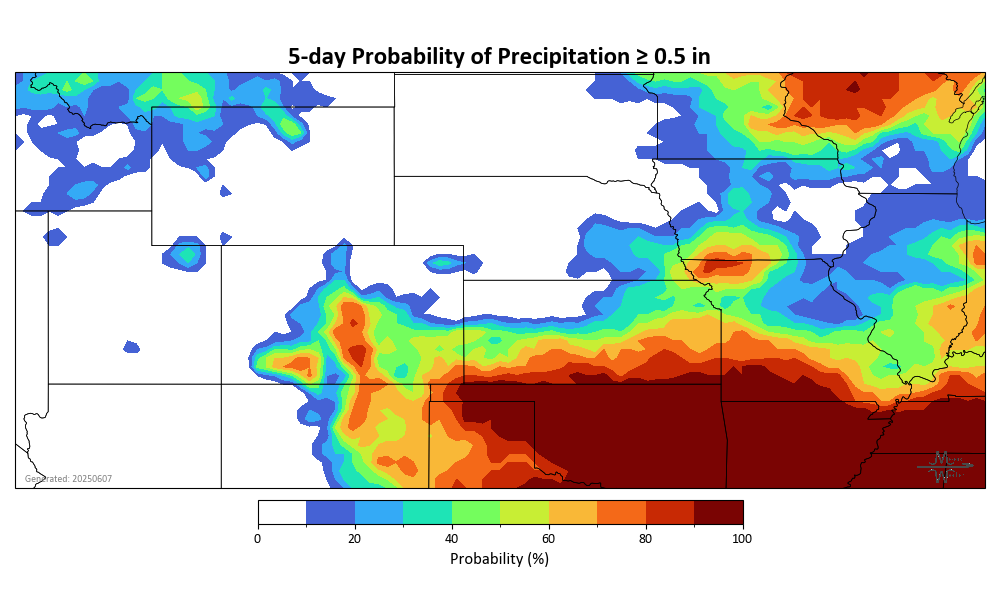 5-day Probability of Precipitation ≥ 0.5 in
Generated: 20250607
0 20 40 60 80 100
Probability (%)